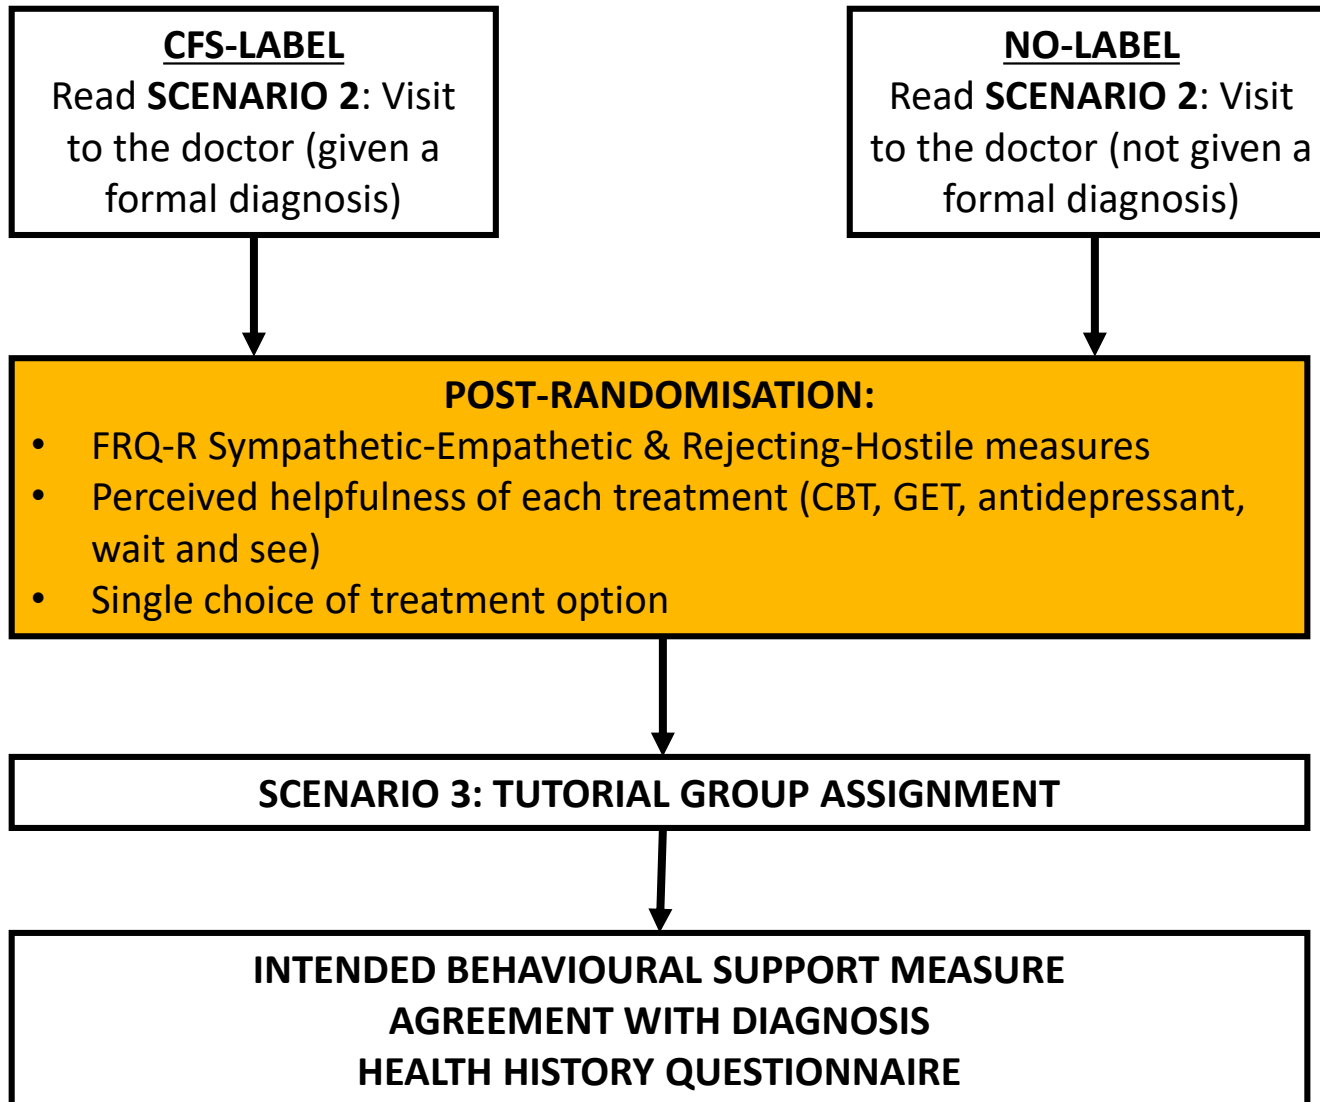 CFS-LABEL
Read SCENARIO 2: Visit
to the doctor (given a
formal diagnosis)
NO-LABEL
Read SCENARIO 2: Visit
to the doctor (not given a
formal diagnosis)
POST-RANDOMISATION:
• FRQ-R Sympathetic-Empathetic & Rejecting-Hostile measures
• Perceived helpfulness of each treatment (CBT, GET, antidepressant,
wait and see)
• Single choice of treatment option
SCENARIO 3: TUTORIAL GROUP ASSIGNMENT
INTENDED BEHAVIOURAL SUPPORT MEASURE
AGREEMENT WITH DIAGNOSIS
HEALTH HISTORY QUESTIONNAIRE